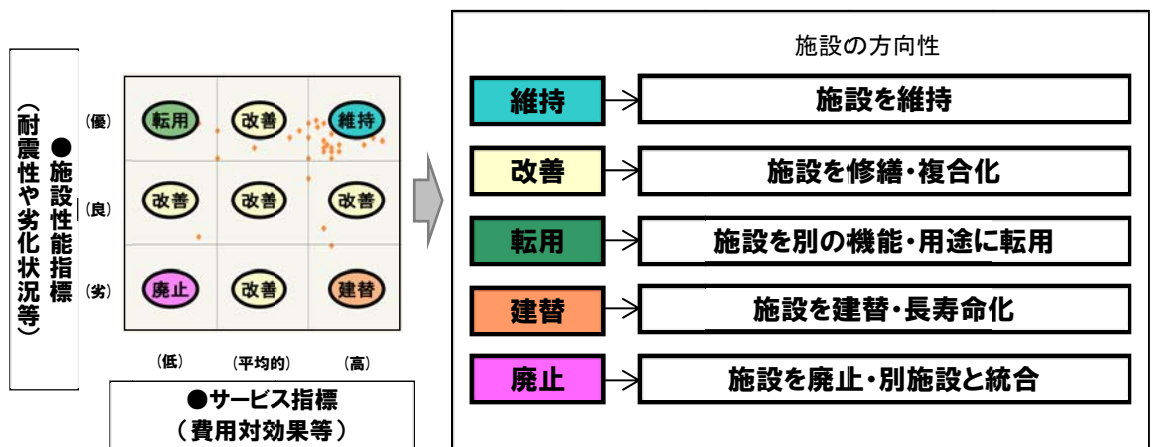 ●施設性能指標
（耐震性や劣化状況等）
（優）
転用
改善
維持
（良）
改善
改善
改善
（劣）
廃止
改善
建替
（低）
（平均的）
（高）
●サービス指標
（費用対効果等）
施設の方向性
維持
施設を維持
改善
施設を修繕・複合化
転用
施設を別の機能・用途に転用
建替
施設を建替・長寿命化
廃止
施設を廃止・別施設と統合